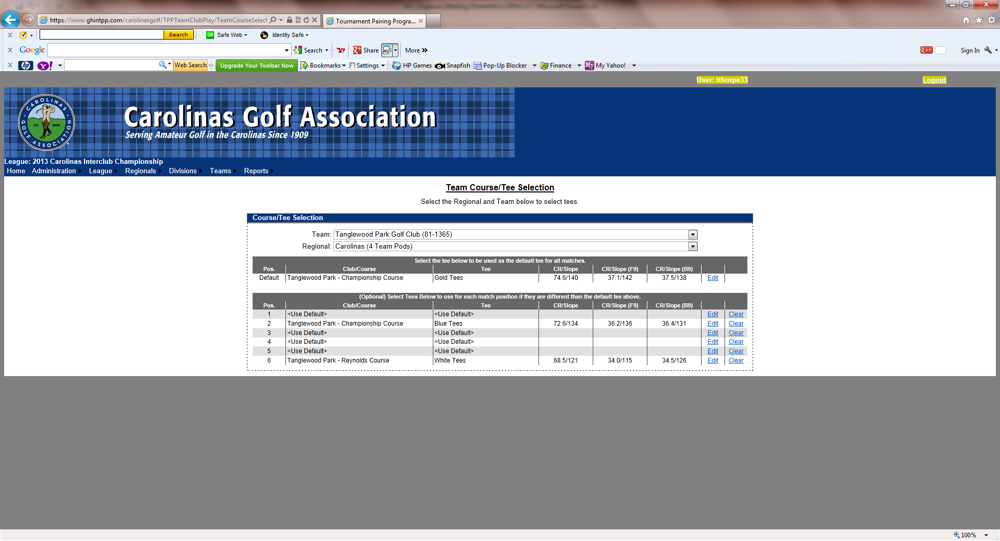 https://www.ghintpp.com/carolinasgolf/TPPTeamClubPlay/TeamCourseSelect
Tournament Pairing Progra...
Search
OK Safe Web
Identity Safe
Google
Search
Share
More »
g +1
Sign In
hp
Y!
Web Search
Upgrade Your Toolbar Now
Bookmarks
Settings
HP Games
Snapfish
Pop-Up Blocker
Finance
My My Yahoo!
User: tthorpe33
Logout
CAROLINAS GOLF ASSOCIATION
EST. 1909
Carolinas Golf Association
Serving Amateur Golf in the Carolinas Since 1909
League: 2013 Carolinas Interclub Championship
Home Administration League Regionals Divisions Teams Reports
Team Course/Tee Selection
Select the Regional and Team below to select tees.
Course/Tee Selection
Team: Tanglewood Park Golf Club (81-1365)
Regional: Carolinas (4 Team Pods)
Select the tee below to be used as the default tee for all matches.
Pos. Club/Course Tee CR/Slope CR/Slope (F9) CR/Slope (B9)
Default Tanglewood Park - Championship Course Gold Tees 74.6/140 37.1/142 37.5/138 Edit
(Optional) Select Tees Below to use for each match position if they are different than the default tee above.
Pos. Club/Course Tee CR/Slope CR/Slope (F9) CR/Slope (B9)
1 <Use Default> <Use Default> Edit Clear
2 Tanglewood Park - Championship Course Blue Tees 72.6/134 36.2/136 36.4/131 Edit Clear
3 <Use Default> <Use Default> Edit Clear
4 <Use Default> <Use Default> Edit Clear
5 <Use Default> <Use Default> Edit Clear
6 Tanglewood Park - Reynolds Course White Tees 68.5/121 34.0/115 34.5/126 Edit Clear
100%